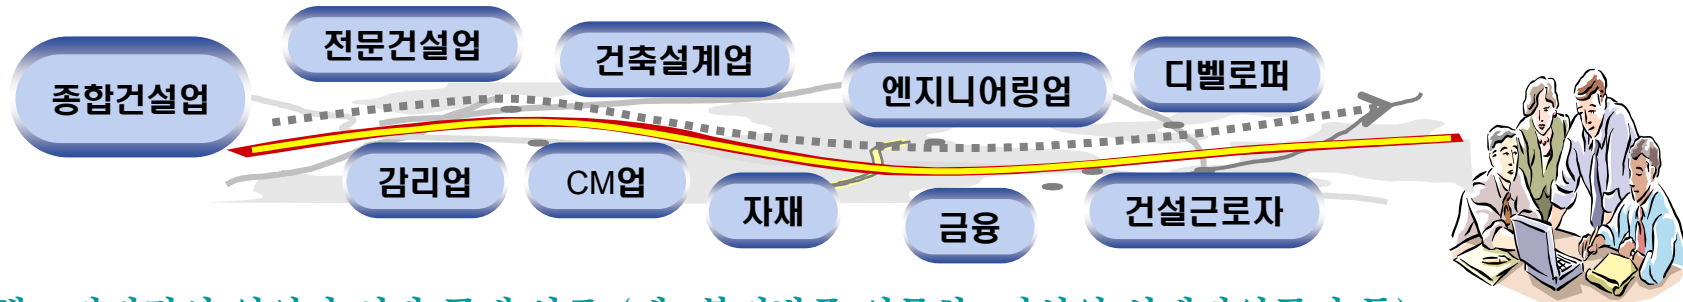 종합건설업
전문건설업
건축설계업
엔지니어링업
디벨로퍼
감리업
CM업
자재
금융
건설근로자